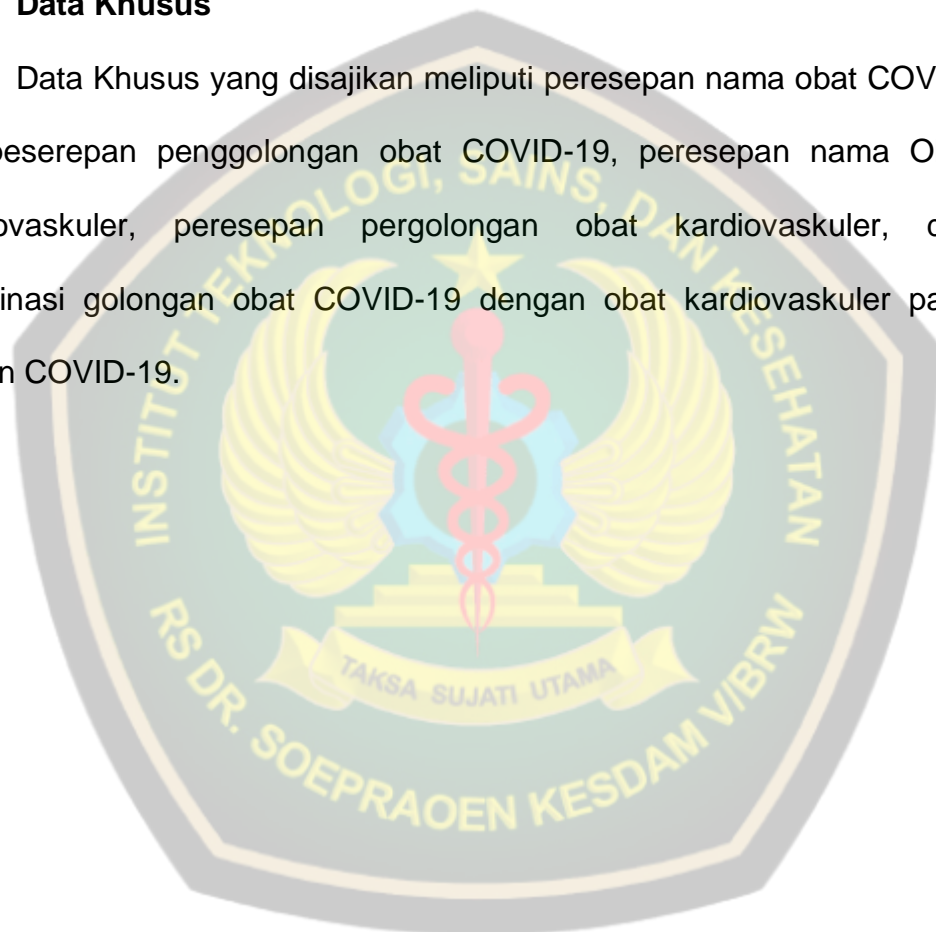 Data Khusus
Data Khusus yang disajikan meliputi peresepan nama obat COV
peserepan penggolongan obat COVID-19, peresepan nama O
ovaskuler, peresepan pergolongan obat kardiovaskuler, d
inasi golongan obat COVID-19 dengan obat kardiovaskuler pa
n COVID-19.
INSTITUT TEKNOLOGI, SAINS, DAN KESEHATAN
TAKSA SUJATI UTAMA
RS DR. SOEPRAOEN KESDAM V/BRW